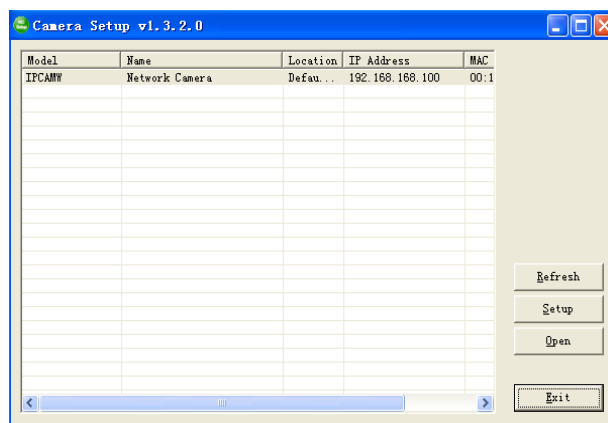 Camera Setup v1.3.2.0
Model Name Location IP Address MAC
IPCAMW Network Camera Defau... 192.168.168.100 00:1
Refresh
Setup
Open
Exit